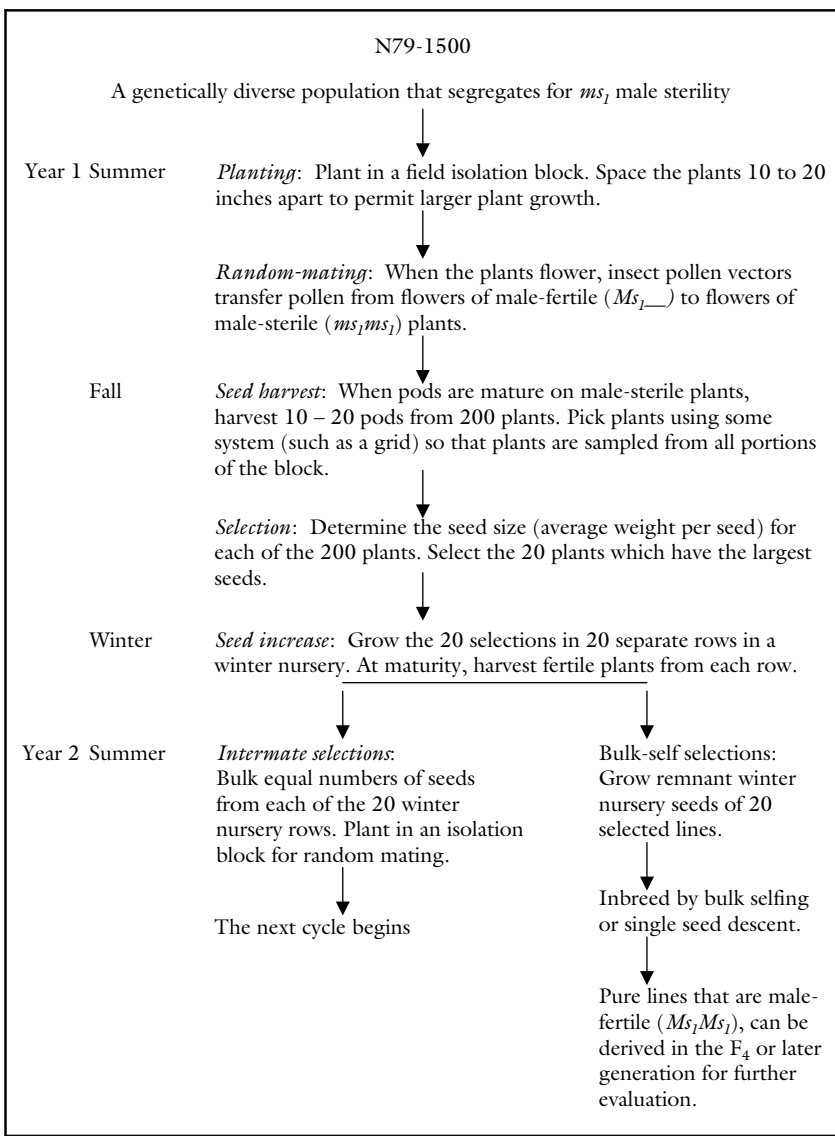 N79-1500
A genetically diverse population that segregates for ms₁ male sterility
Year 1 Summer
Planting: Plant in a field isolation block. Space the plants 10 to 20
inches apart to permit larger plant growth.
Random-mating: When the plants flower, insect pollen vectors
transfer pollen from flowers of male-fertile (Ms₁__) to flowers of
male-sterile (ms₁ms₁) plants.
Fall
Seed harvest: When pods are mature on male-sterile plants,
harvest 10 – 20 pods from 200 plants. Pick plants using some
system (such as a grid) so that plants are sampled from all portions
of the block.
Selection: Determine the seed size (average weight per seed) for
each of the 200 plants. Select the 20 plants which have the largest
seeds.
Winter
Seed increase: Grow the 20 selections in 20 separate rows in a
winter nursery. At maturity, harvest fertile plants from each row.
Year 2 Summer
Intermate selections:
Bulk equal numbers of seeds
from each of the 20 winter
nursery rows. Plant in an isolation
block for random mating.
The next cycle begins
Bulk-self selections:
Grow remnant winter
nursery seeds of 20
selected lines.
Inbreed by bulk selfing
or single seed descent.
Pure lines that are male-
fertile (Ms₁Ms₁), can be
derived in the F₄ or later
generation for further
evaluation.